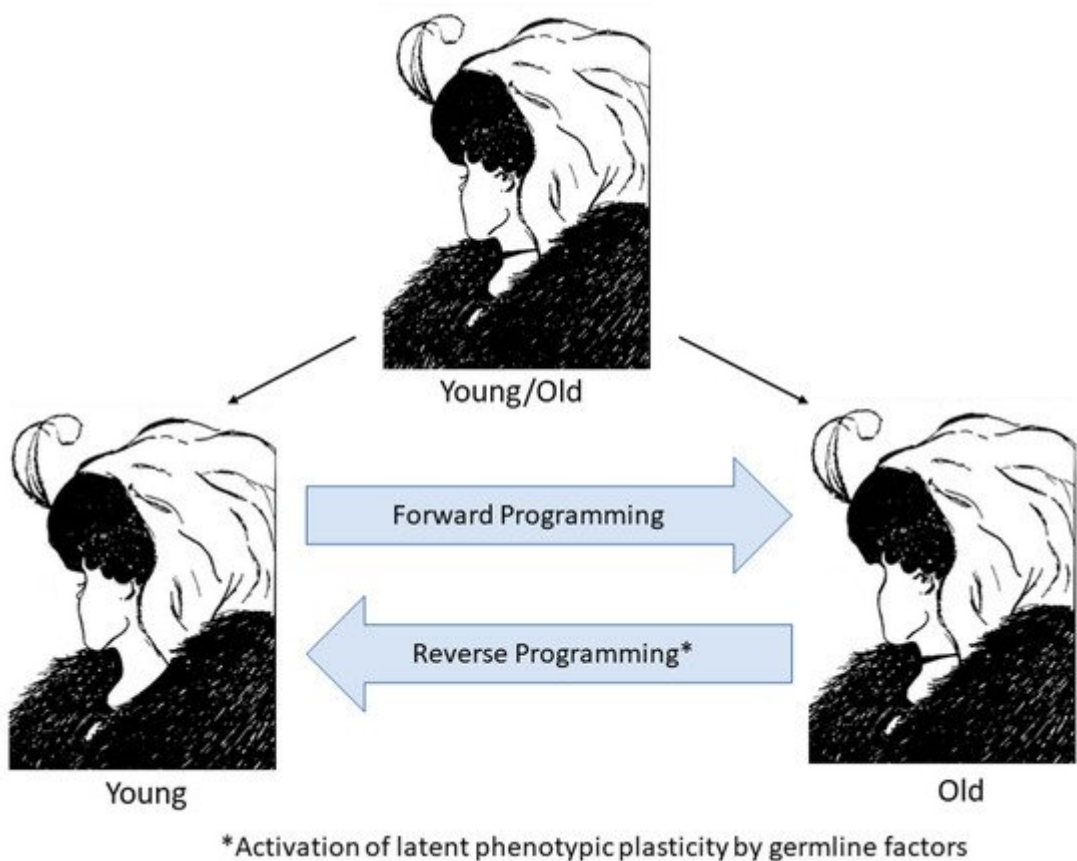 Young/Old
Forward Programming
Reverse Programming*
Young
Old
*Activation of latent phenotypic plasticity by germline factors